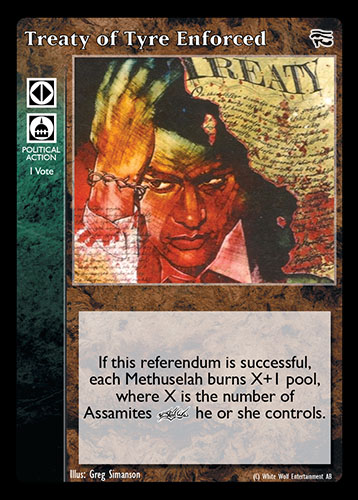 Treaty of Tyre Enforced
TREATY
POLITICAL
ACTION
1 Vote
If this referendum is successful,
each Methuselah burns X+1 pool,
where X is the number of
Assamites he or she controls.
Illus: Greg Simanson
(C) White Wolf Entertainment AB